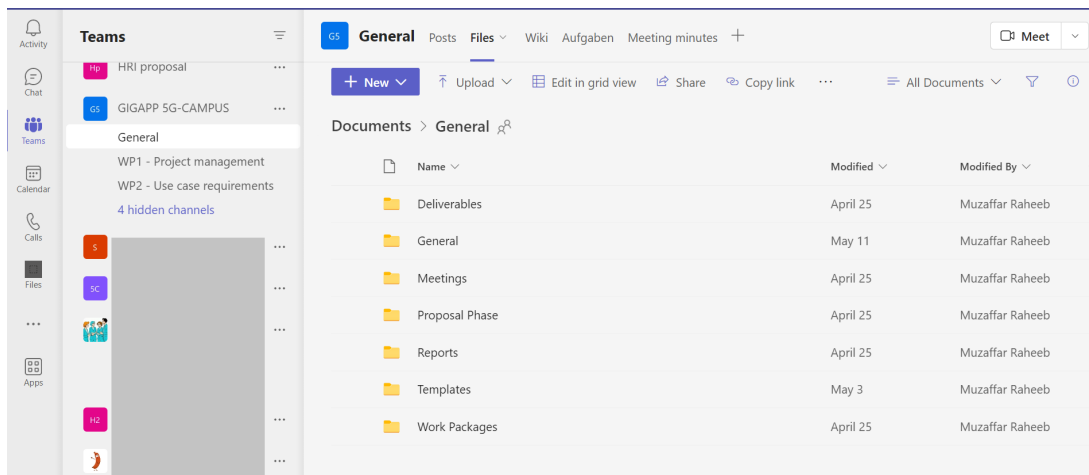 Activity
Chat
Teams
Calendar
Calls
Files
...
Apps
Teams
Hp HRI proposal ...
G5 GIGAPP 5G-CAMPUS ...
General
WP1 - Project management
WP2 - Use case requirements
4 hidden channels
S ...
SC ...
...
H2 ...
...
G5 General Posts Files Wiki Aufgaben Meeting minutes + Meet
+ New Upload Edit in grid view Share Copy link ... All Documents
Documents > General
Name Modified Modified By
Deliverables April 25 Muzaffar Raheeb
General May 11 Muzaffar Raheeb
Meetings April 25 Muzaffar Raheeb
Proposal Phase April 25 Muzaffar Raheeb
Reports April 25 Muzaffar Raheeb
Templates May 3 Muzaffar Raheeb
Work Packages April 25 Muzaffar Raheeb